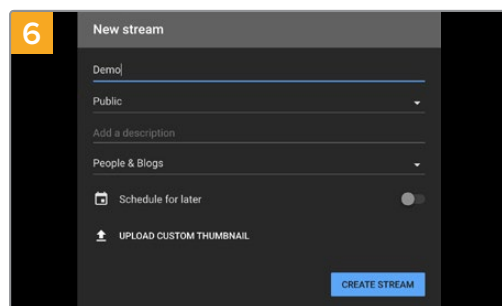 6
New stream
Demo
Public
Add a description
People & Blogs
Schedule for later
UPLOAD CUSTOM THUMBNAIL
CREATE STREAM